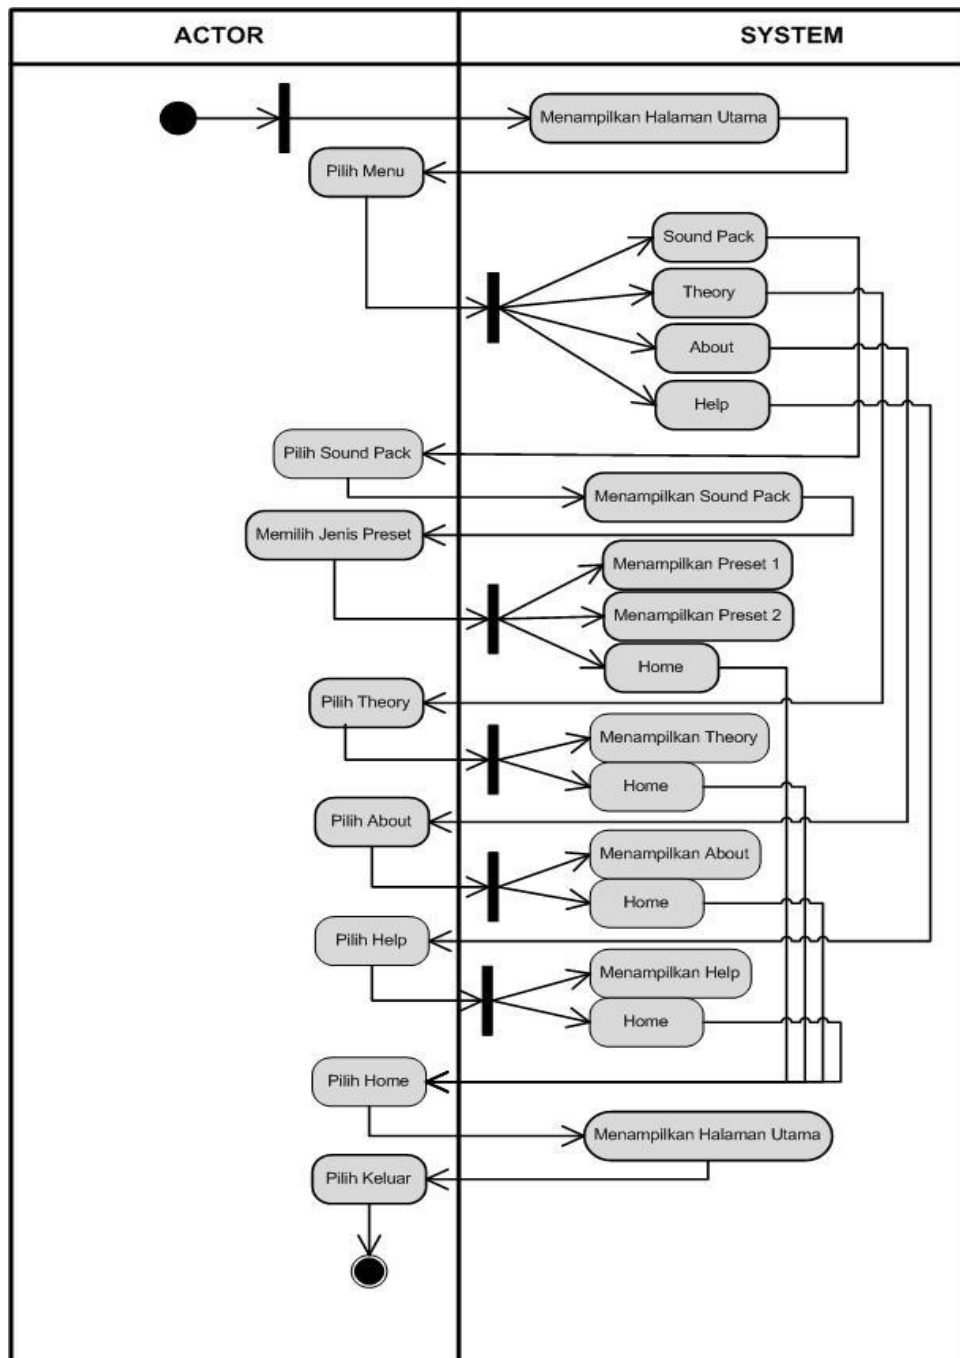 ACTOR
SYSTEM
Menampilkan Halaman Utama
Pilih Menu
Sound Pack
Theory
About
Help
Pilih Sound Pack
Menampilkan Sound Pack
Memilih Jenis Preset
Menampilkan Preset 1
Menampilkan Preset 2
Home
Pilih Theory
Menampilkan Theory
Home
Pilih About
Menampilkan About
Home
Pilih Help
Menampilkan Help
Home
Pilih Home
Menampilkan Halaman Utama
Pilih Keluar